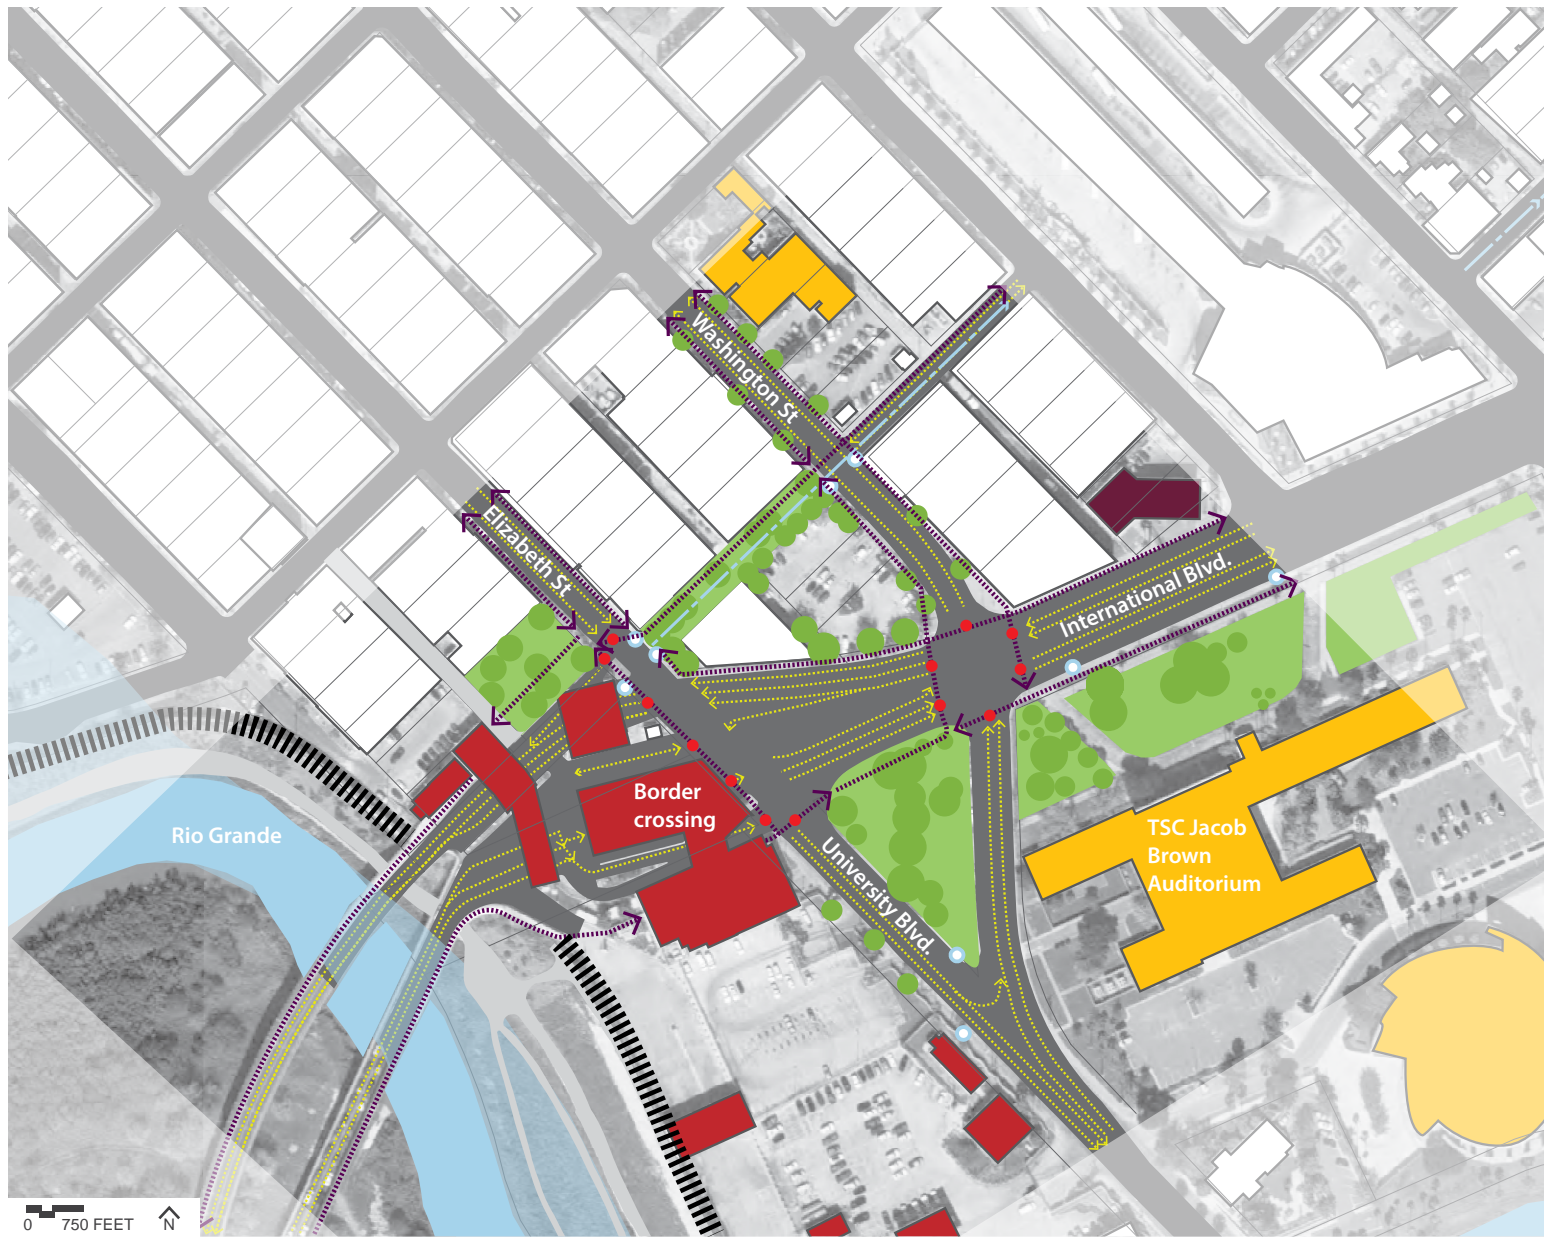 Washington St
Elizabeth St
International Blvd.
Border
crossing
Rio Grande
TSC Jacob
Brown
Auditorium
University Blvd.
0 750 FEET N